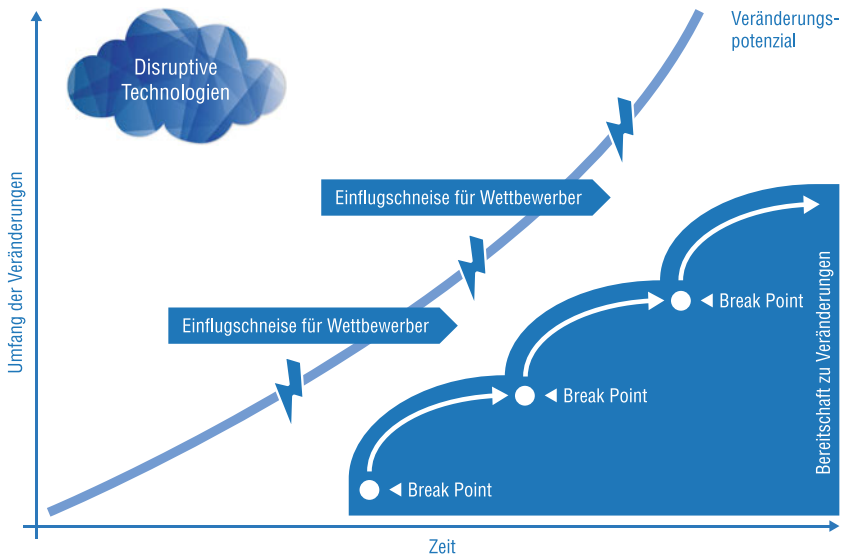 Veränderungs-
potenzial
Disruptive
Technologien
Umfang der Veränderungen
Einflugschneise für Wettbewerber
Einflugschneise für Wettbewerber
Break Point
Break Point
Break Point
Bereitschaft zu Veränderungen
Zeit